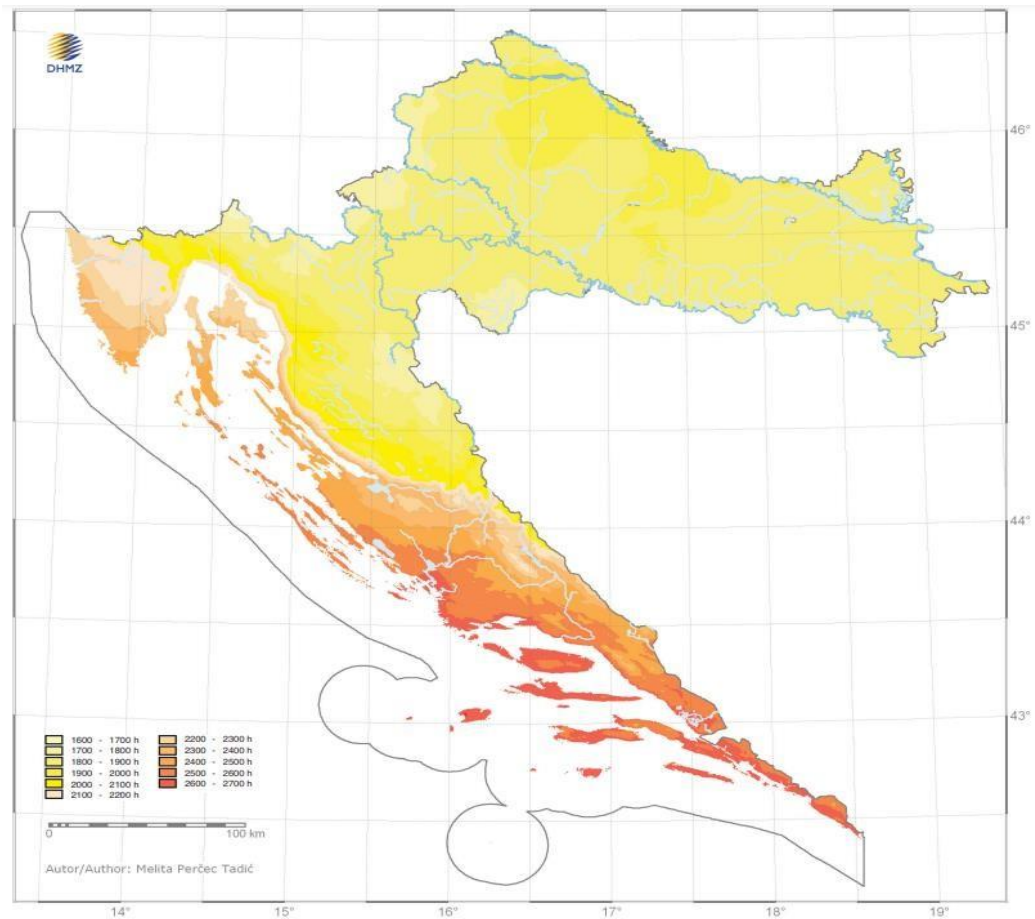 DHMZ
46°
45°
44°
43°
1600 - 1700 h
1700 - 1800 h
1800 - 1900 h
1900 - 2000 h
2000 - 2100 h
2100 - 2200 h
2200 - 2300 h
2300 - 2400 h
2400 - 2500 h
2500 - 2600 h
2600 - 2700 h
0 100 km
Autor/Author: Melita Perčec Tadić
14° 15° 16° 17° 18° 19°